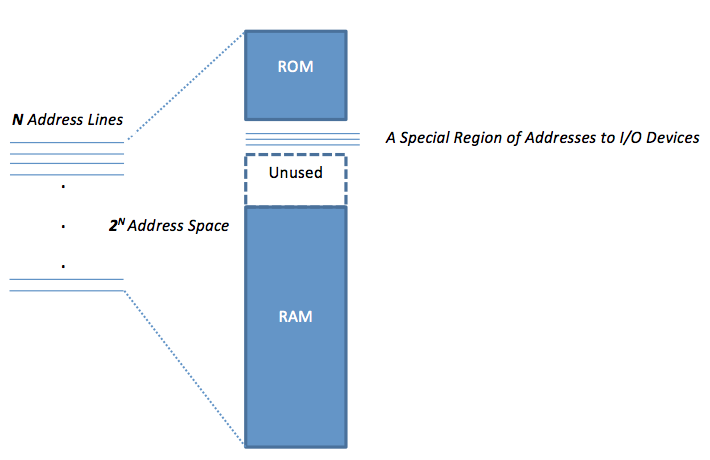 ROM
N Address Lines
A Special Region of Addresses to I/O Devices
Unused
2ᴺ Address Space
RAM